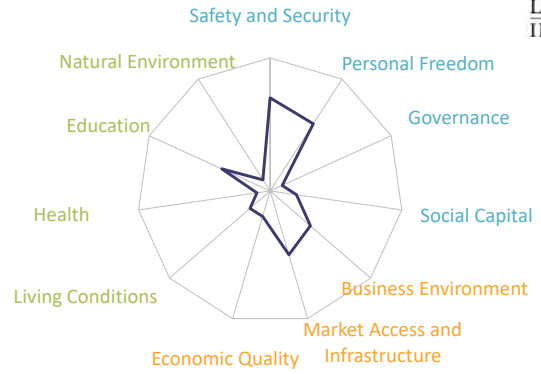 Safety and Security
Natural Environment
Personal Freedom
Education
Governance
Health
Social Capital
Living Conditions
Business Environment
Market Access and
Infrastructure
Economic Quality